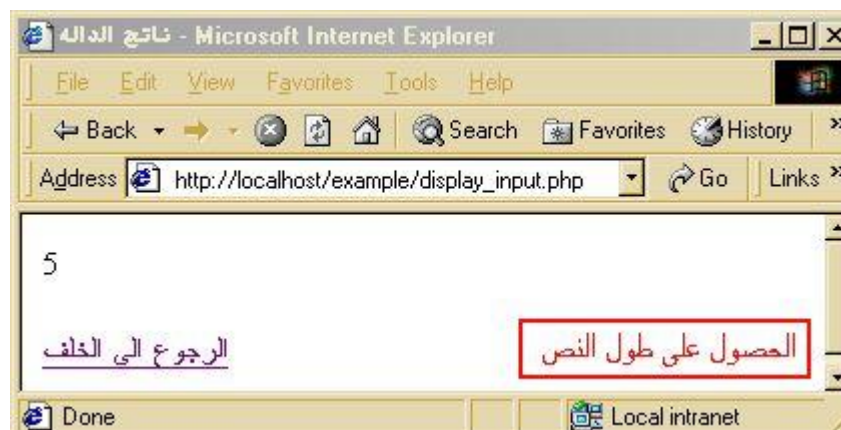 ناتج الداله - Microsoft Internet Explorer
File Edit View Favorites Tools Help
Back Search Favorites History »
Address http://localhost/example/display_input.php Go Links »
5
الحصول على طول النص
الرجوع الى الخلف
Done Local intranet